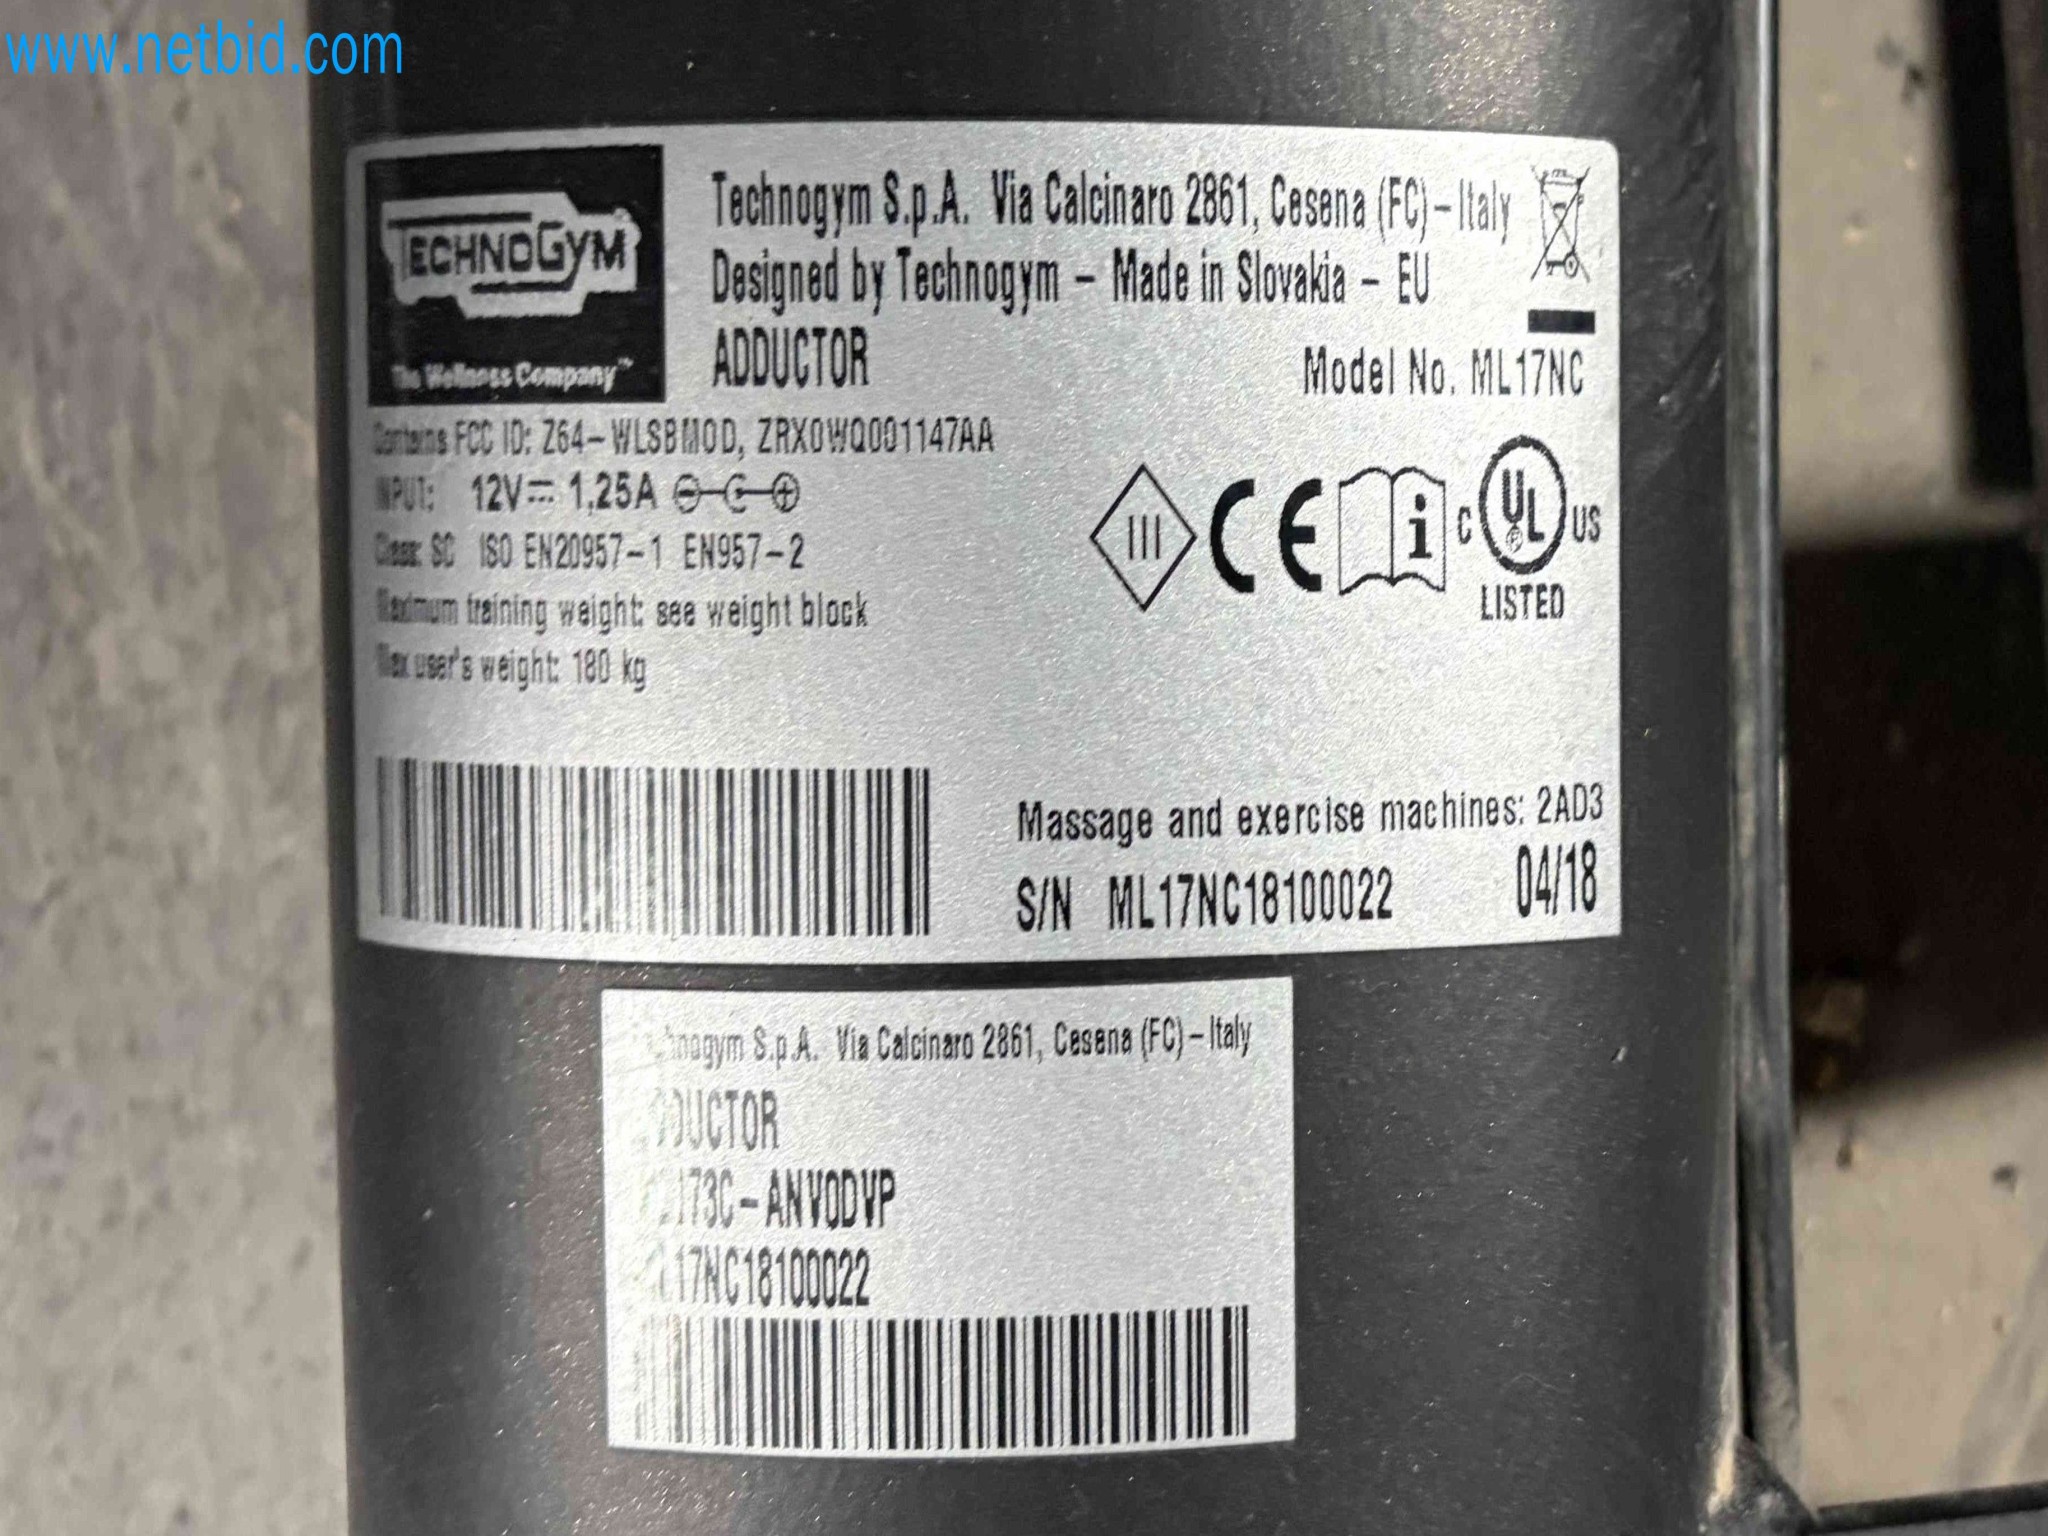 www.netbid.com
TECHNOGYM
The Wellness Company™
Technogym S.p.A. Via Calcinaro 2861, Cesena (FC) – Italy
Designed by Technogym – Made in Slovakia – EU
ADDUCTOR
Model No. ML17NC
Contains FCC ID: Z64-WLSBMOD, ZRX0WQ001147AA
INPUT: 12V 1,25A
Class: SC ISO EN20957-1 EN957-2
Maximum training weight: see weight block
Max user's weight: 180 kg
III CE i C UL US
LISTED
Massage and exercise machines: 2AD3
04/18
S/N ML17NC18100022
Technogym S.p.A. Via Calcinaro 2861, Cesena (FC) – Italy
ADDUCTOR
ML17NC18100022